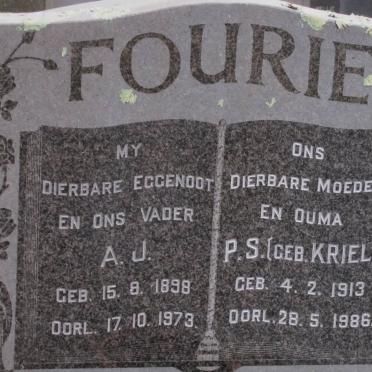 FOURIE
MY
DIERBARE EGGENOOT
EN ONS VADER
A.J.
GEB. 15. 8. 1898
OORL. 17. 10. 1973.
ONS
DIERBARE MOEDE
EN OUMA
P.S.(GEB.KRIEL
GEB. 4. 2. 1913
OORL. 28. 5. 1986.